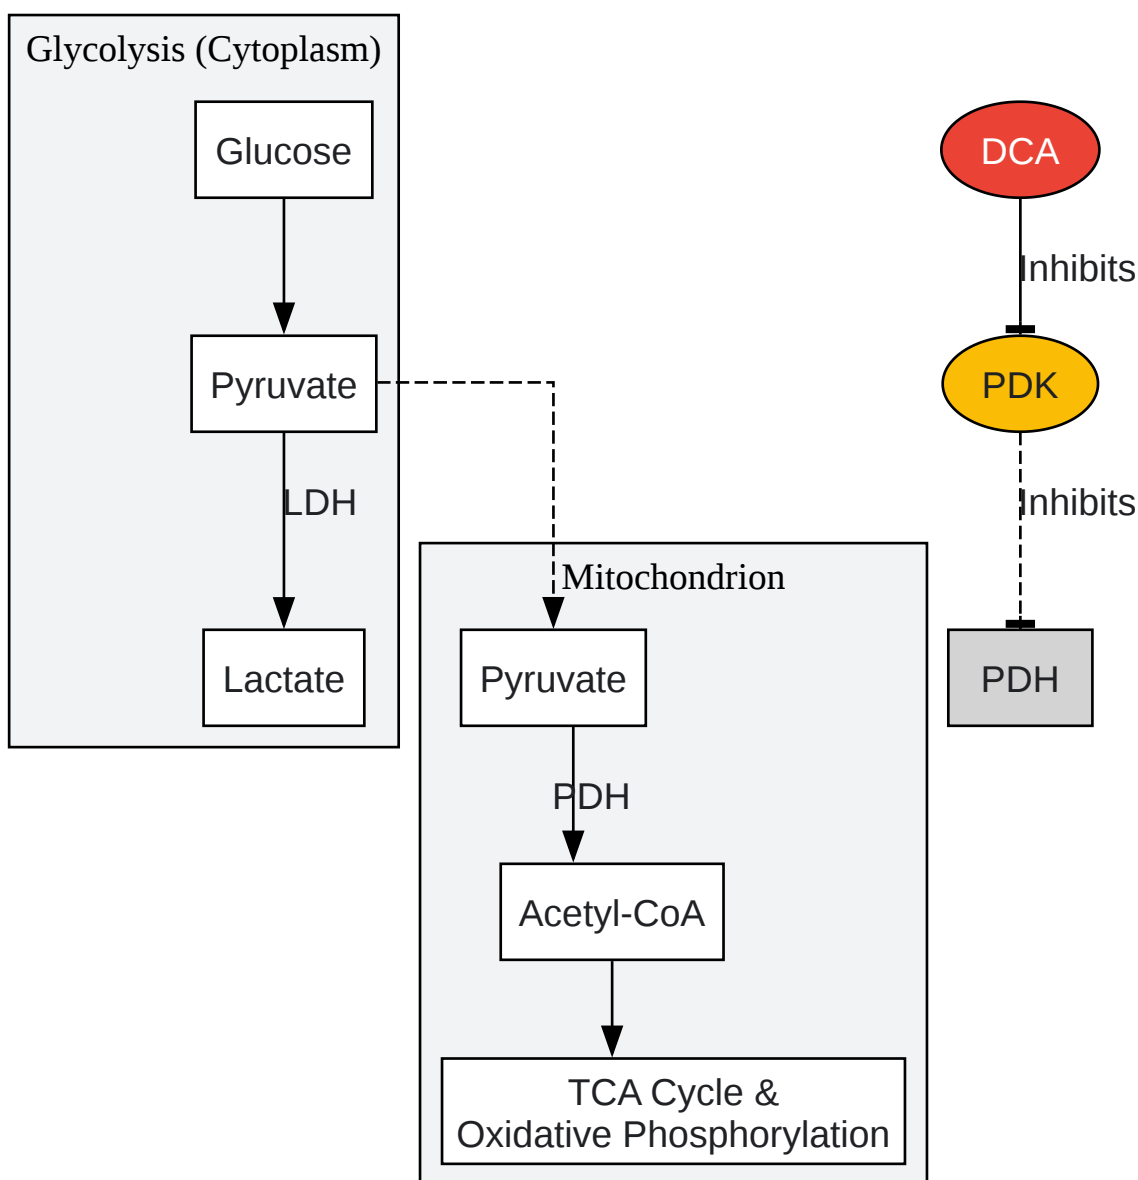 Glycolysis (Cytoplasm)
Glucose
DCA
Inhibits
Pyruvate
PDK
LDH
Inhibits
Mitochondrion
Lactate
Pyruvate
PDH
PDH
Acetyl-CoA
TCA Cycle &
Oxidative Phosphorylation